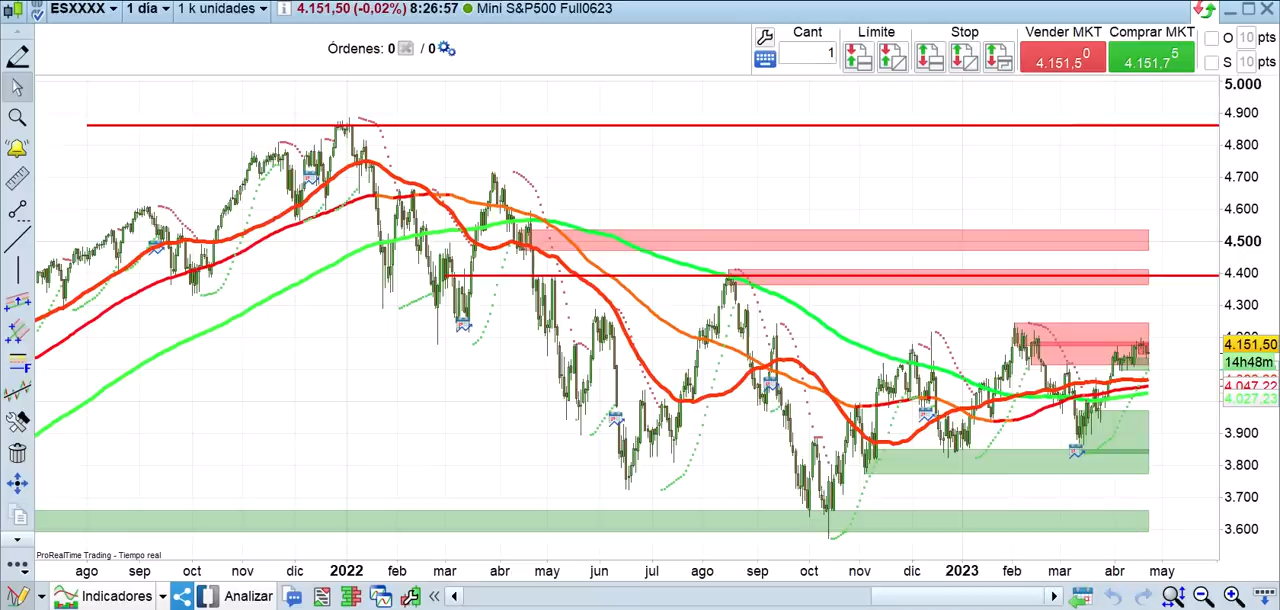 ESXXXX 1 día 1 k unidades 4.151,50 (-0,02%) 8:26:57 Mini S&P500 Full0623
Órdenes: 0 / 0
Cant Límite Stop Vender MKT Comprar MKT O 10 pts
1 4.151,5 0 4.151,7 5 S 10 pts
5.000
4.900
4.800
4.700
4.600
4.500
4.400
4.300
4.151,50
14h48m
4.047,22
4.027,23
3.900
3.800
3.700
3.600
ProRealTime Trading - Tiempo real
ago sep oct nov dic 2022 feb mar abr may jun jul ago sep oct nov dic 2023 feb mar abr may
Indicadores Analizar